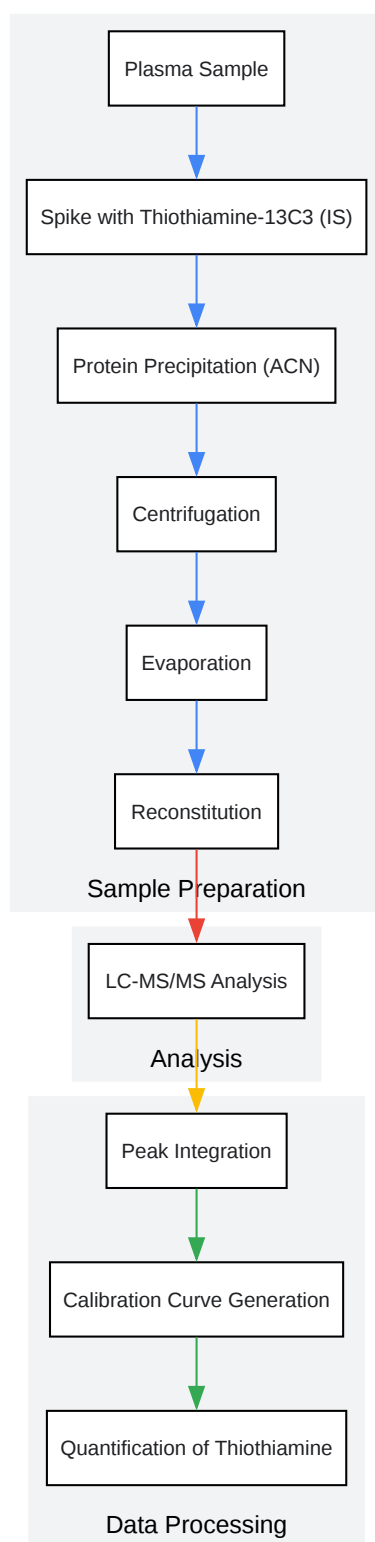 Plasma Sample
Spike with Thiothiamine-13C3 (IS)
Protein Precipitation (ACN)
Centrifugation
Evaporation
Reconstitution
Sample Preparation
LC-MS/MS Analysis
Analysis
Peak Integration
Calibration Curve Generation
Quantification of Thiothiamine
Data Processing